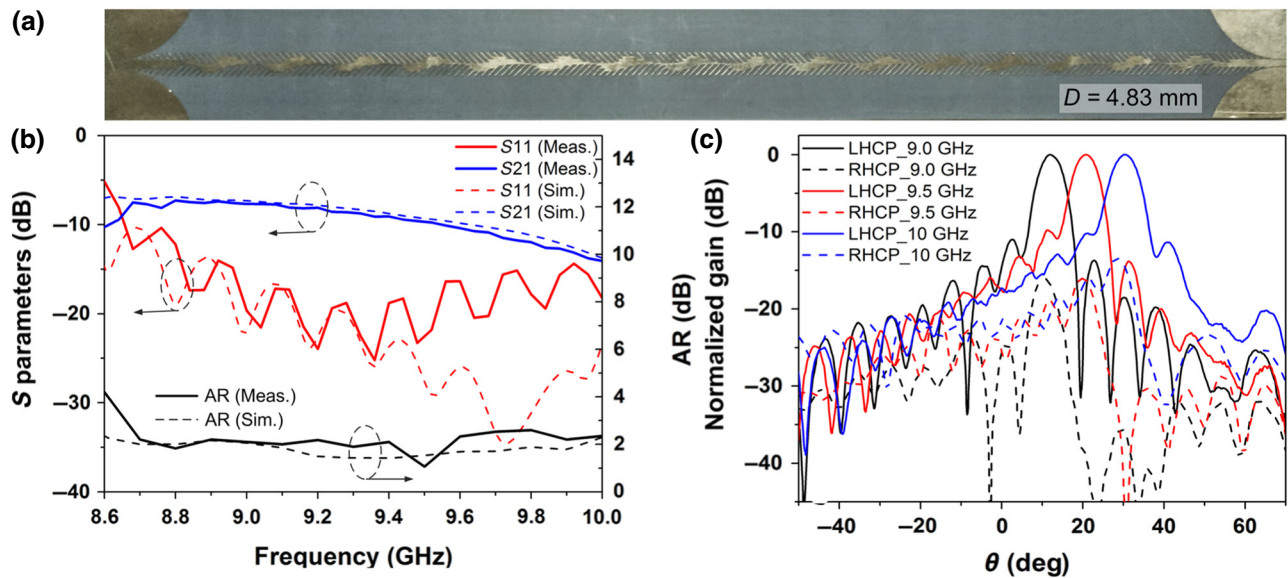 (a)
D = 4.83 mm
(b)
0
–10
–20
–30
–40
S parameters (dB)
S11 (Meas.)
S21 (Meas.)
S11 (Sim.)
S21 (Sim.)
AR (Meas.)
AR (Sim.)
14
12
10
8
6
4
2
0
AR (dB)
8.6 8.8 9.0 9.2 9.4 9.6 9.8 10.0
Frequency (GHz)
(c)
0
–10
–20
–30
–40
Normalized gain (dB)
LHCP_9.0 GHz
RHCP_9.0 GHz
LHCP_9.5 GHz
RHCP_9.5 GHz
LHCP_10 GHz
RHCP_10 GHz
–40 –20 0 20 40 60
θ (deg)